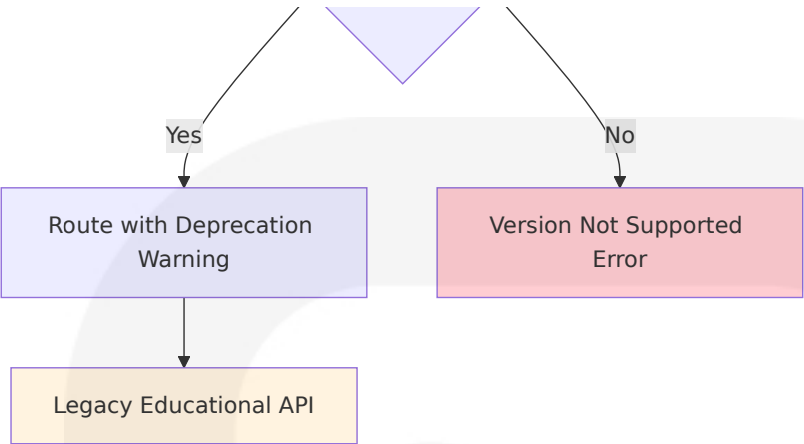 Yes
No
Route with Deprecation
Warning
Version Not Supported
Error
Legacy Educational API